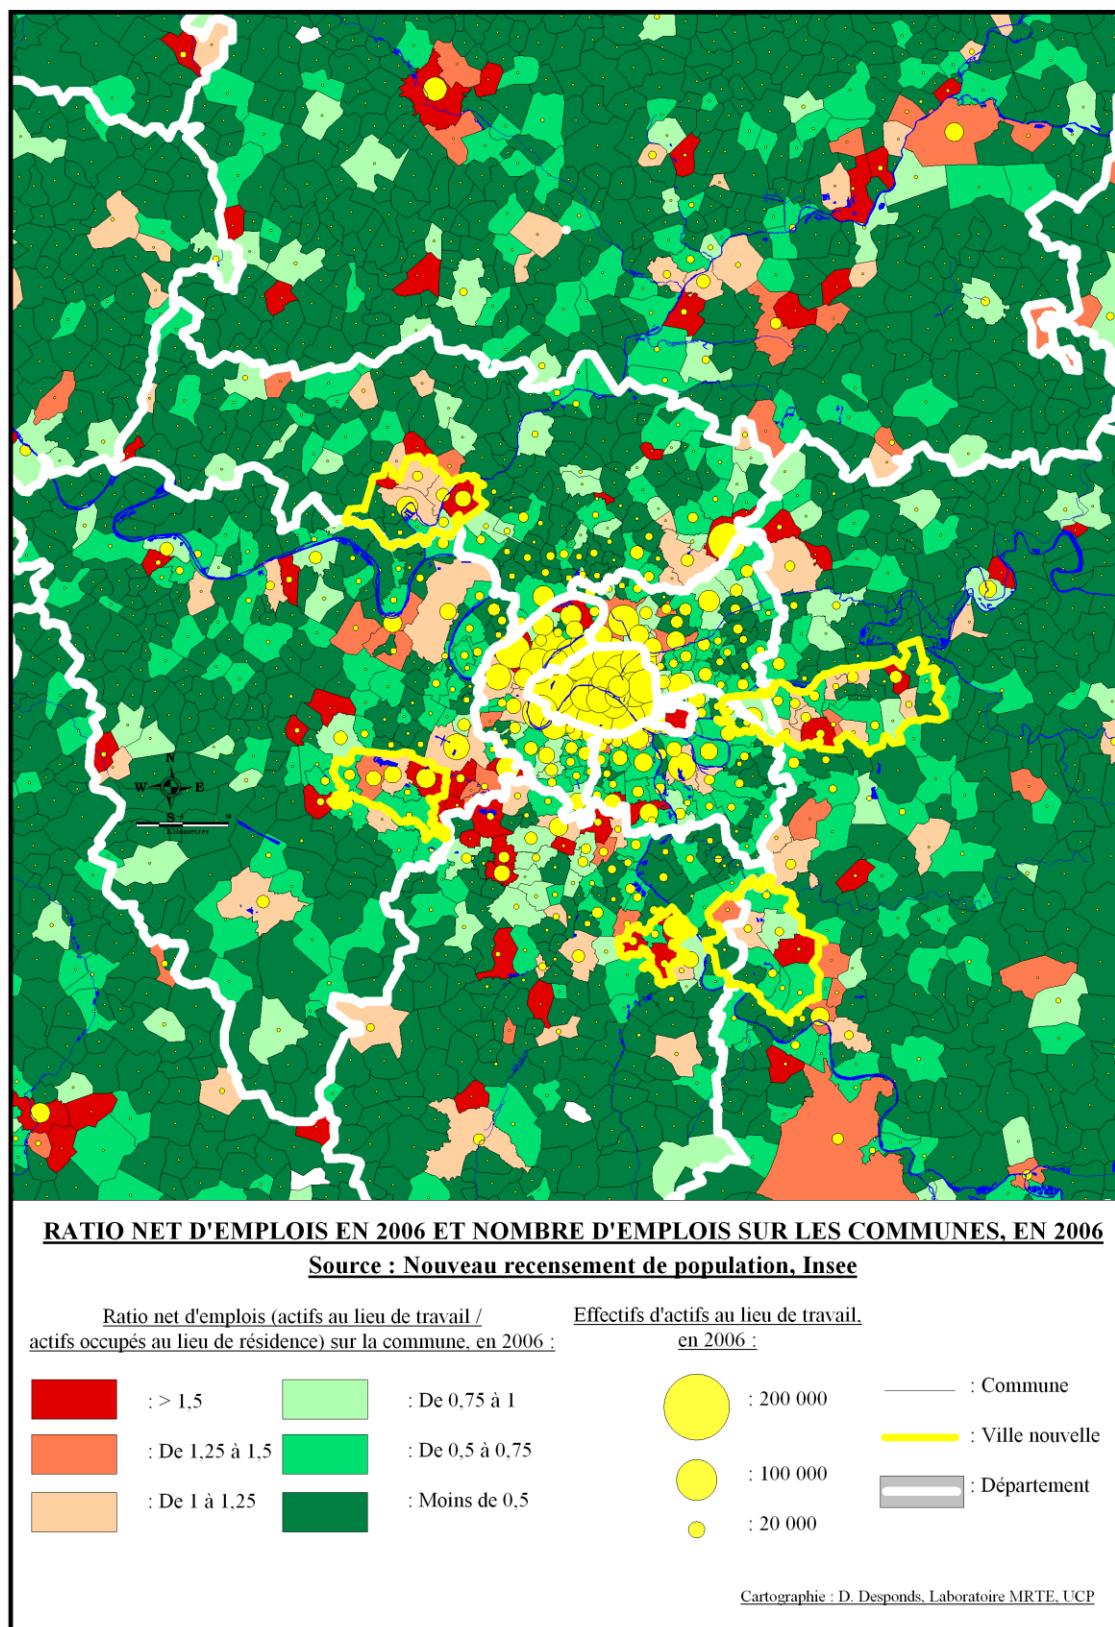 N
W E
S
Kilometres
RATIO NET D'EMPLOIS EN 2006 ET NOMBRE D'EMPLOIS SUR LES COMMUNES, EN 2006
Source : Nouveau recensement de population, Insee
Ratio net d'emplois (actifs au lieu de travail /
actifs occupés au lieu de résidence) sur la commune, en 2006 :
: > 1,5
: De 1,25 à 1,5
: De 1 à 1,25
: De 0,75 à 1
: De 0,5 à 0,75
: Moins de 0,5
Effectifs d'actifs au lieu de travail,
en 2006 :
: 200 000
: 100 000
: 20 000
: Commune
: Ville nouvelle
: Département
Cartographie : D. Desponds, Laboratoire MRTE, UCP